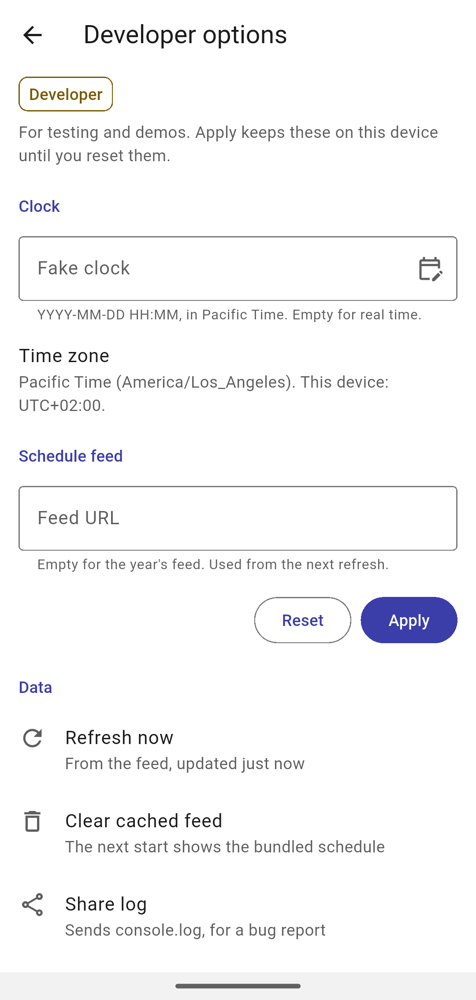 Developer options
Developer
For testing and demos. Apply keeps these on this device
until you reset them.
Clock
Fake clock
YYYY-MM-DD HH:MM, in Pacific Time. Empty for real time.
Time zone
Pacific Time (America/Los_Angeles). This device:
UTC+02:00.
Schedule feed
Feed URL
Empty for the year's feed. Used from the next refresh.
Reset
Apply
Data
Refresh now
From the feed, updated just now
Clear cached feed
The next start shows the bundled schedule
Share log
Sends console.log, for a bug report